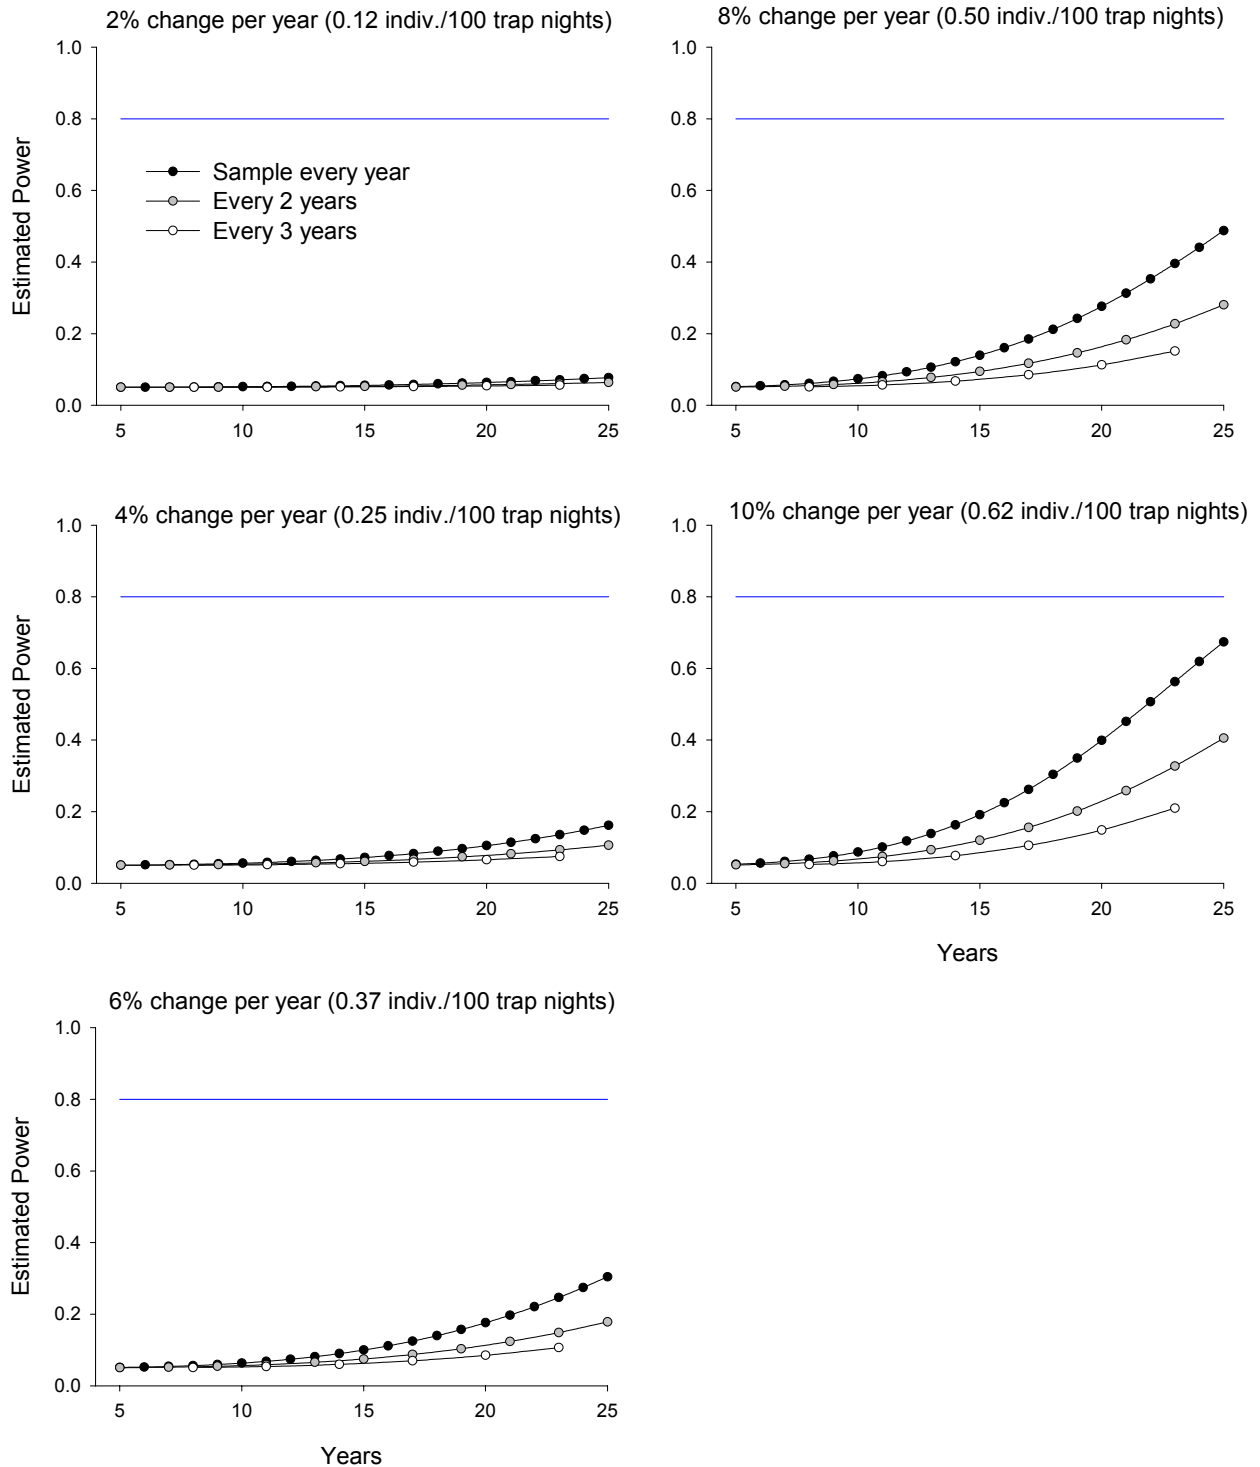 2% change per year (0.12 indiv./100 trap nights)
1.0
0.8
0.6
0.4
0.2
0.0
Estimated Power
Sample every year
Every 2 years
Every 3 years
5 10 15 20 25
8% change per year (0.50 indiv./100 trap nights)
1.0
0.8
0.6
0.4
0.2
0.0
5 10 15 20 25
4% change per year (0.25 indiv./100 trap nights)
1.0
0.8
0.6
0.4
0.2
0.0
Estimated Power
5 10 15 20 25
10% change per year (0.62 indiv./100 trap nights)
1.0
0.8
0.6
0.4
0.2
0.0
5 10 15 20 25
Years
6% change per year (0.37 indiv./100 trap nights)
1.0
0.8
0.6
0.4
0.2
0.0
Estimated Power
5 10 15 20 25
Years